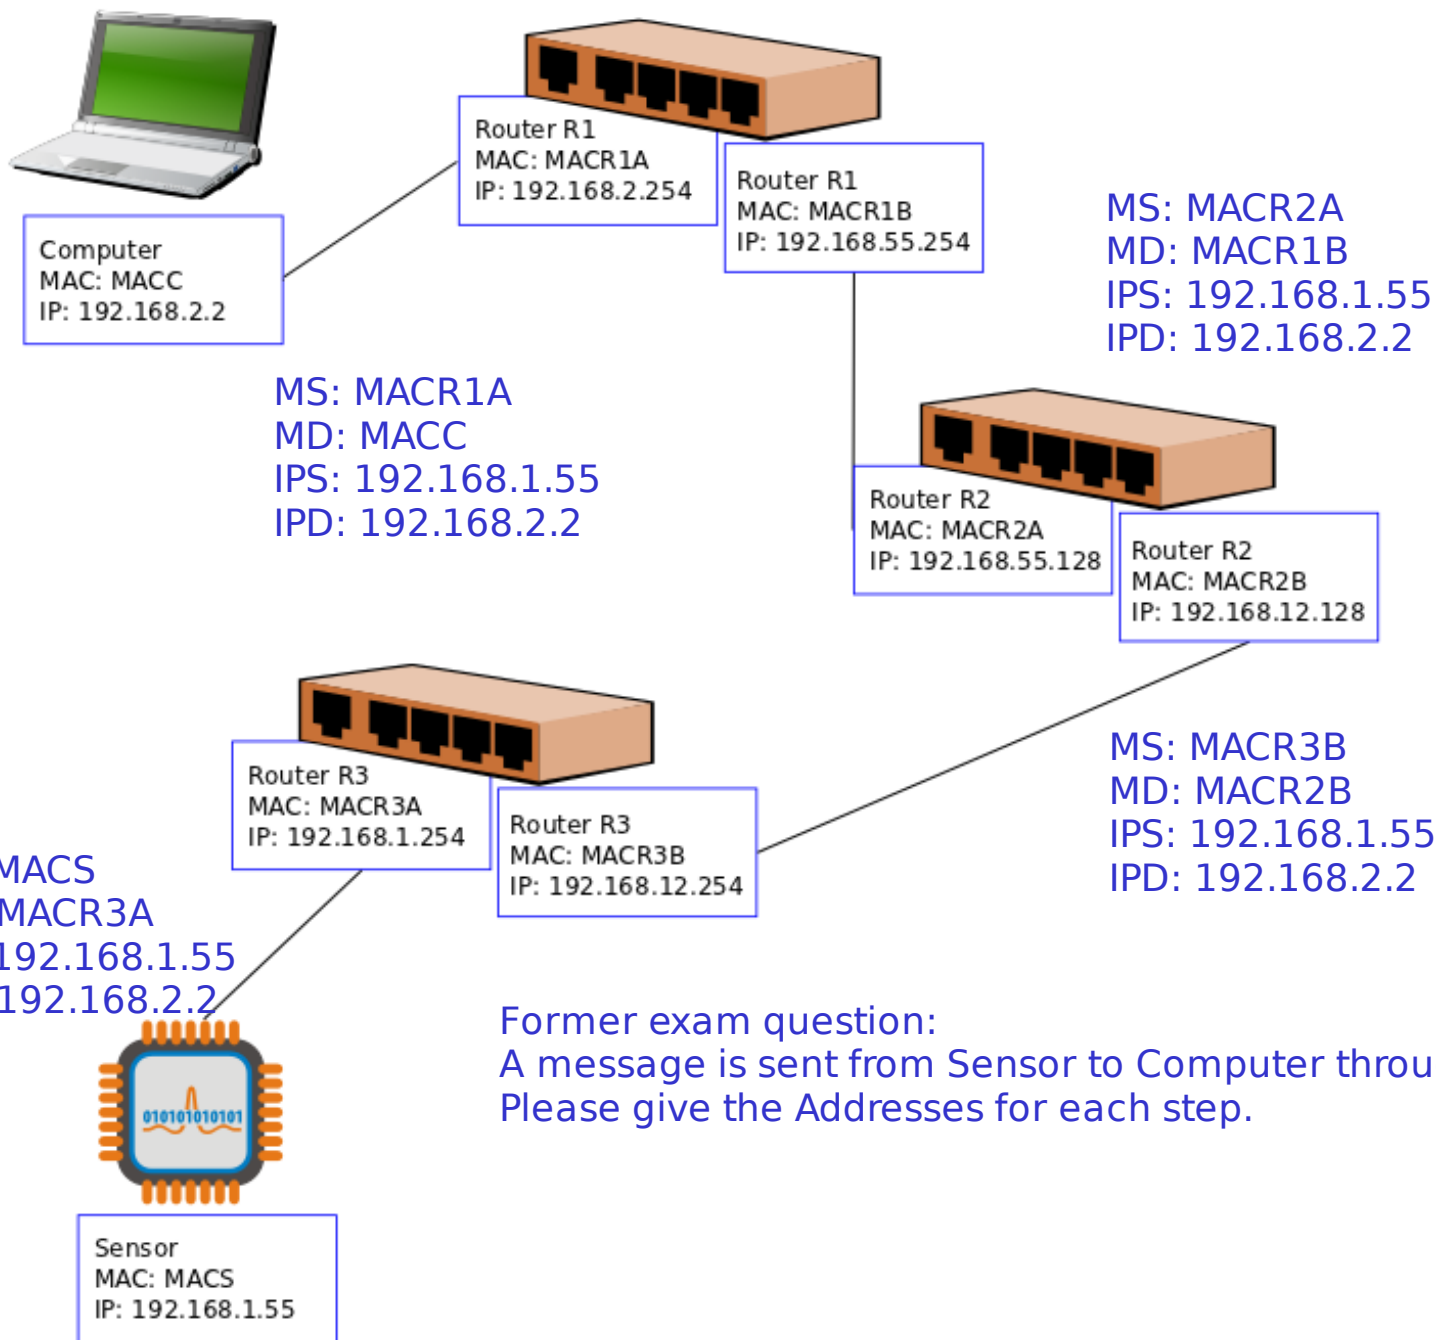 Router R1
MAC: MACR1A
IP: 192.168.2.254
Router R1
MAC: MACR1B
IP: 192.168.55.254
Computer
MAC: MACC
IP: 192.168.2.2
MS: MACR2A
MD: MACR1B
IPS: 192.168.1.55
IPD: 192.168.2.2
MS: MACR1A
MD: MACC
IPS: 192.168.1.55
IPD: 192.168.2.2
Router R2
MAC: MACR2A
IP: 192.168.55.128
Router R2
MAC: MACR2B
IP: 192.168.12.128
Router R3
MAC: MACR3A
IP: 192.168.1.254
Router R3
MAC: MACR3B
IP: 192.168.12.254
MS: MACR3B
MD: MACR2B
IPS: 192.168.1.55
IPD: 192.168.2.2
MACS
MACR3A
192.168.1.55
192.168.2.2
Former exam question:
A message is sent from Sensor to Computer throu
Please give the Addresses for each step.
010101010101
Sensor
MAC: MACS
IP: 192.168.1.55